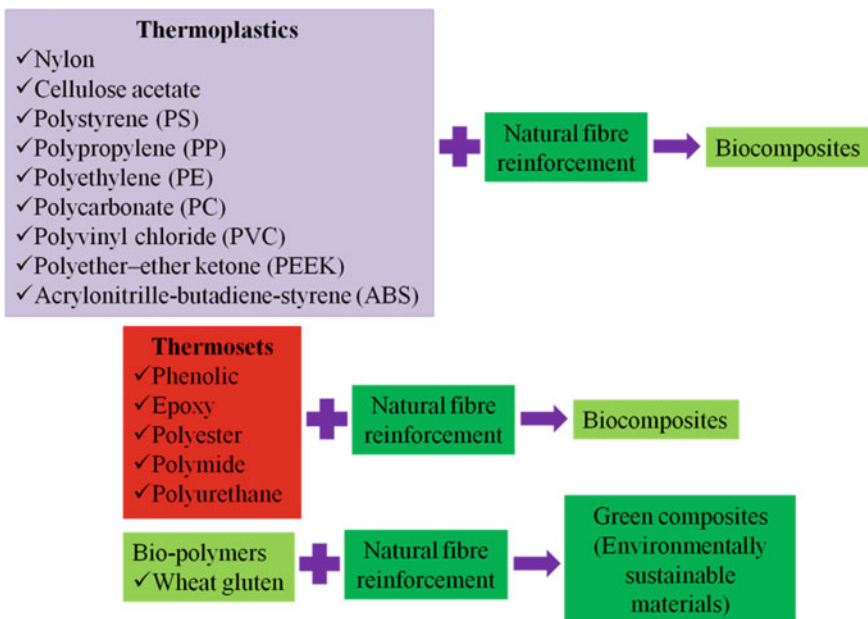 Thermoplastics
✓Nylon
✓Cellulose acetate
✓Polystyrene (PS)
✓Polypropylene (PP)
✓Polyethylene (PE)
✓Polycarbonate (PC)
✓Polyvinyl chloride (PVC)
✓Polyether–ether ketone (PEEK)
✓Acrylonitrille-butadiene-styrene (ABS)
Natural fibre
reinforcement
Biocomposites
Thermosets
✓Phenolic
✓Epoxy
✓Polyester
✓Polymide
✓Polyurethane
Natural fibre
reinforcement
Biocomposites
Bio-polymers
✓Wheat gluten
Natural fibre
reinforcement
Green composites
(Environmentally
sustainable
materials)